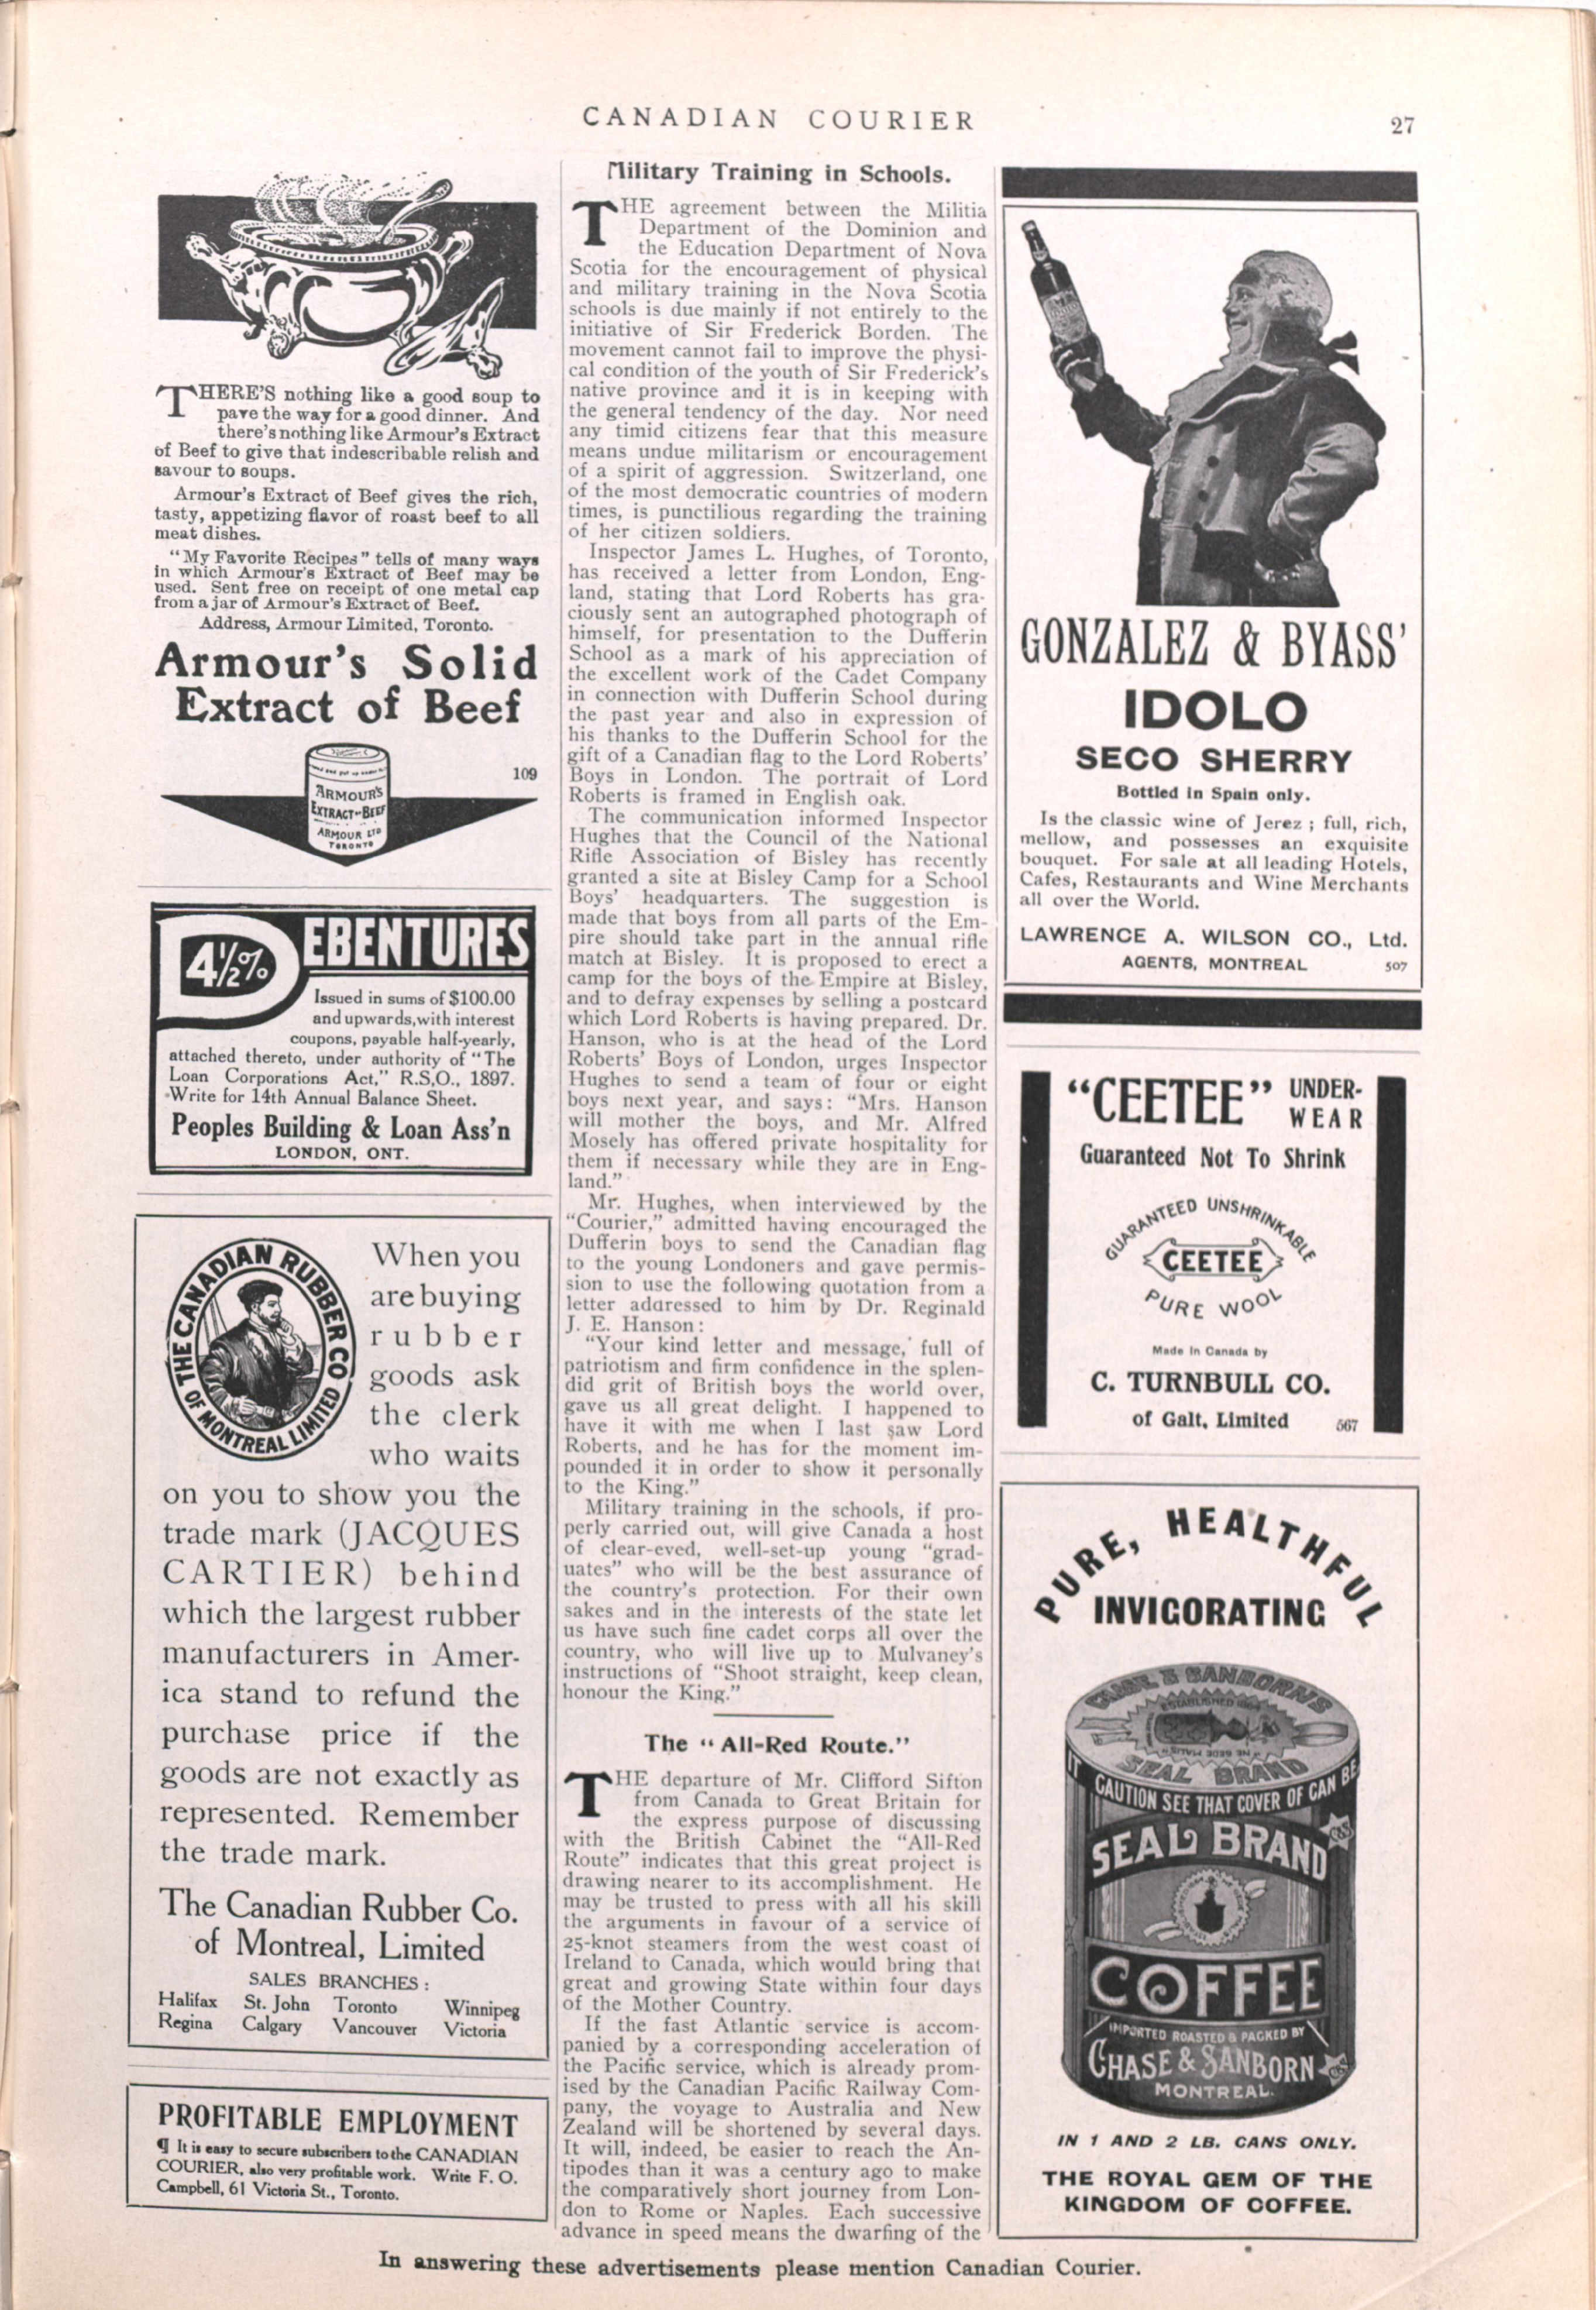 CANADIAN COURIER
27
THERE'S nothing like a good soup to
pave the way for a good dinner. And
there's nothing like Armour's Extract
of Beef to give that indescribable relish and
savour to soups.
Armour's Extract of Beef gives the rich,
tasty, appetizing flavor of roast beef to all
meat dishes.
"My Favorite Recipes" tells of many ways
in which Armour's Extract of Beef may be
used. Sent free on receipt of one metal cap
from a jar of Armour's Extract of Beef.
Address, Armour Limited, Toronto.
Armour's Solid
Extract of Beef
109
ARMOUR'S
EXTRACT OF BEEF
ARMOUR LTD
TORONTO
4½% DEBENTURES
Issued in sums of $100.00
and upwards, with interest
coupons, payable half-yearly,
attached thereto, under authority of "The
Loan Corporations Act," R.S,O., 1897.
Write for 14th Annual Balance Sheet.
Peoples Building & Loan Ass'n
LONDON, ONT.
THE CANADIAN RUBBER CO
OF MONTREAL LIMITED
When you
are buying
rubber
goods ask
the clerk
who waits
on you to show you the
trade mark (JACQUES
CARTIER) behind
which the largest rubber
manufacturers in Amer-
ica stand to refund the
purchase price if the
goods are not exactly as
represented. Remember
the trade mark.
The Canadian Rubber Co.
of Montreal, Limited
SALES BRANCHES:
Halifax St. John Toronto Winnipeg
Regina Calgary Vancouver Victoria
PROFITABLE EMPLOYMENT
¶ It is easy to secure subscribers to the CANADIAN
COURIER, also very profitable work. Write F. O.
Campbell, 61 Victoria St., Toronto.
Military Training in Schools.
THE agreement between the Militia
Department of the Dominion and
the Education Department of Nova
Scotia for the encouragement of physical
and military training in the Nova Scotia
schools is due mainly if not entirely to the
initiative of Sir Frederick Borden. The
movement cannot fail to improve the physi-
cal condition of the youth of Sir Frederick's
native province and it is in keeping with
the general tendency of the day. Nor need
any timid citizens fear that this measure
means undue militarism or encouragement
of a spirit of aggression. Switzerland, one
of the most democratic countries of modern
times, is punctilious regarding the training
of her citizen soldiers.
Inspector James L. Hughes, of Toronto,
has received a letter from London, Eng-
land, stating that Lord Roberts has gra-
ciously sent an autographed photograph of
himself, for presentation to the Dufferin
School as a mark of his appreciation of
the excellent work of the Cadet Company
in connection with Dufferin School during
the past year and also in expression of
his thanks to the Dufferin School for the
gift of a Canadian flag to the Lord Roberts'
Boys in London. The portrait of Lord
Roberts is framed in English oak.
The communication informed Inspector
Hughes that the Council of the National
Rifle Association of Bisley has recently
granted a site at Bisley Camp for a School
Boys' headquarters. The suggestion is
made that boys from all parts of the Em-
pire should take part in the annual rifle
match at Bisley. It is proposed to erect a
camp for the boys of the Empire at Bisley,
and to defray expenses by selling a postcard
which Lord Roberts is having prepared. Dr.
Hanson, who is at the head of the Lord
Roberts' Boys of London, urges Inspector
Hughes to send a team of four or eight
boys next year, and says: "Mrs. Hanson
will mother the boys, and Mr. Alfred
Mosely has offered private hospitality for
them if necessary while they are in Eng-
land."
Mr. Hughes, when interviewed by the
"Courier," admitted having encouraged the
Dufferin boys to send the Canadian flag
to the young Londoners and gave permis-
sion to use the following quotation from a
letter addressed to him by Dr. Reginald
J. E. Hanson:
"Your kind letter and message, full of
patriotism and firm confidence in the splen-
did grit of British boys the world over,
gave us all great delight. I happened to
have it with me when I last saw Lord
Roberts, and he has for the moment im-
pounded it in order to show it personally
to the King."
Military training in the schools, if pro-
perly carried out, will give Canada a host
of clear-eyed, well-set-up young "grad-
uates" who will be the best assurance of
the country's protection. For their own
sakes and in the interests of the state let
us have such fine cadet corps all over the
country, who will live up to Mulvaney's
instructions of "Shoot straight, keep clean,
honour the King."
The "All-Red Route."
THE departure of Mr. Clifford Sifton
from Canada to Great Britain for
the express purpose of discussing
with the British Cabinet the "All-Red
Route" indicates that this great project is
drawing nearer to its accomplishment. He
may be trusted to press with all his skill
the arguments in favour of a service of
25-knot steamers from the west coast of
Ireland to Canada, which would bring that
great and growing State within four days
of the Mother Country.
If the fast Atlantic service is accom-
panied by a corresponding acceleration of
the Pacific service, which is already prom-
ised by the Canadian Pacific Railway Com-
pany, the voyage to Australia and New
Zealand will be shortened by several days.
It will, indeed, be easier to reach the An-
tipodes than it was a century ago to make
the comparatively short journey from Lon-
don to Rome or Naples. Each successive
advance in speed means the dwarfing of the
GONZALEZ & BYASS'
IDOLO
SECO SHERRY
Bottled in Spain only.
Is the classic wine of Jerez; full, rich,
mellow, and possesses an exquisite
bouquet. For sale at all leading Hotels,
Cafes, Restaurants and Wine Merchants
all over the World.
LAWRENCE A. WILSON CO., Ltd.
AGENTS, MONTREAL 507
"CEETEE" UNDER-
WEAR
Guaranteed Not To Shrink
GUARANTEED UNSHRINKABLE
CEETEE
PURE WOOL
Made in Canada by
C. TURNBULL CO.
of Galt, Limited 567
PURE, HEALTHFUL
INVIGORATING
CHASE & SANBORN'S
ESTABLISHED
SEAL BRAND
CAUTION SEE THAT COVER OF CAN BE
SEAL BRAND
COFFEE
IMPORTED ROASTED & PACKED BY
CHASE & SANBORN
MONTREAL.
IN 1 AND 2 LB. CANS ONLY.
THE ROYAL GEM OF THE
KINGDOM OF COFFEE.
In answering these advertisements please mention Canadian Courier.